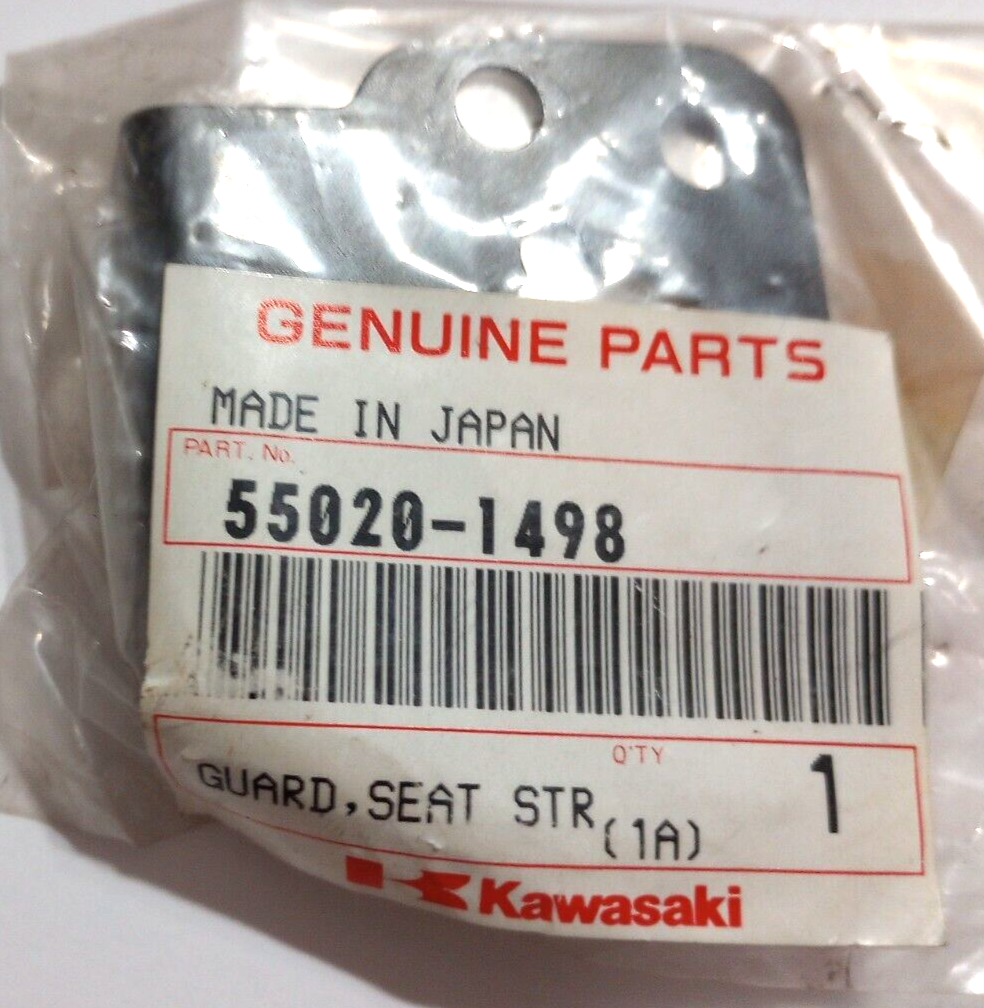 GENUINE PARTS
MADE IN JAPAN
PART. No.
55020-1498
Q'TY
GUARD,SEAT STR(1A) 1
Kawasaki